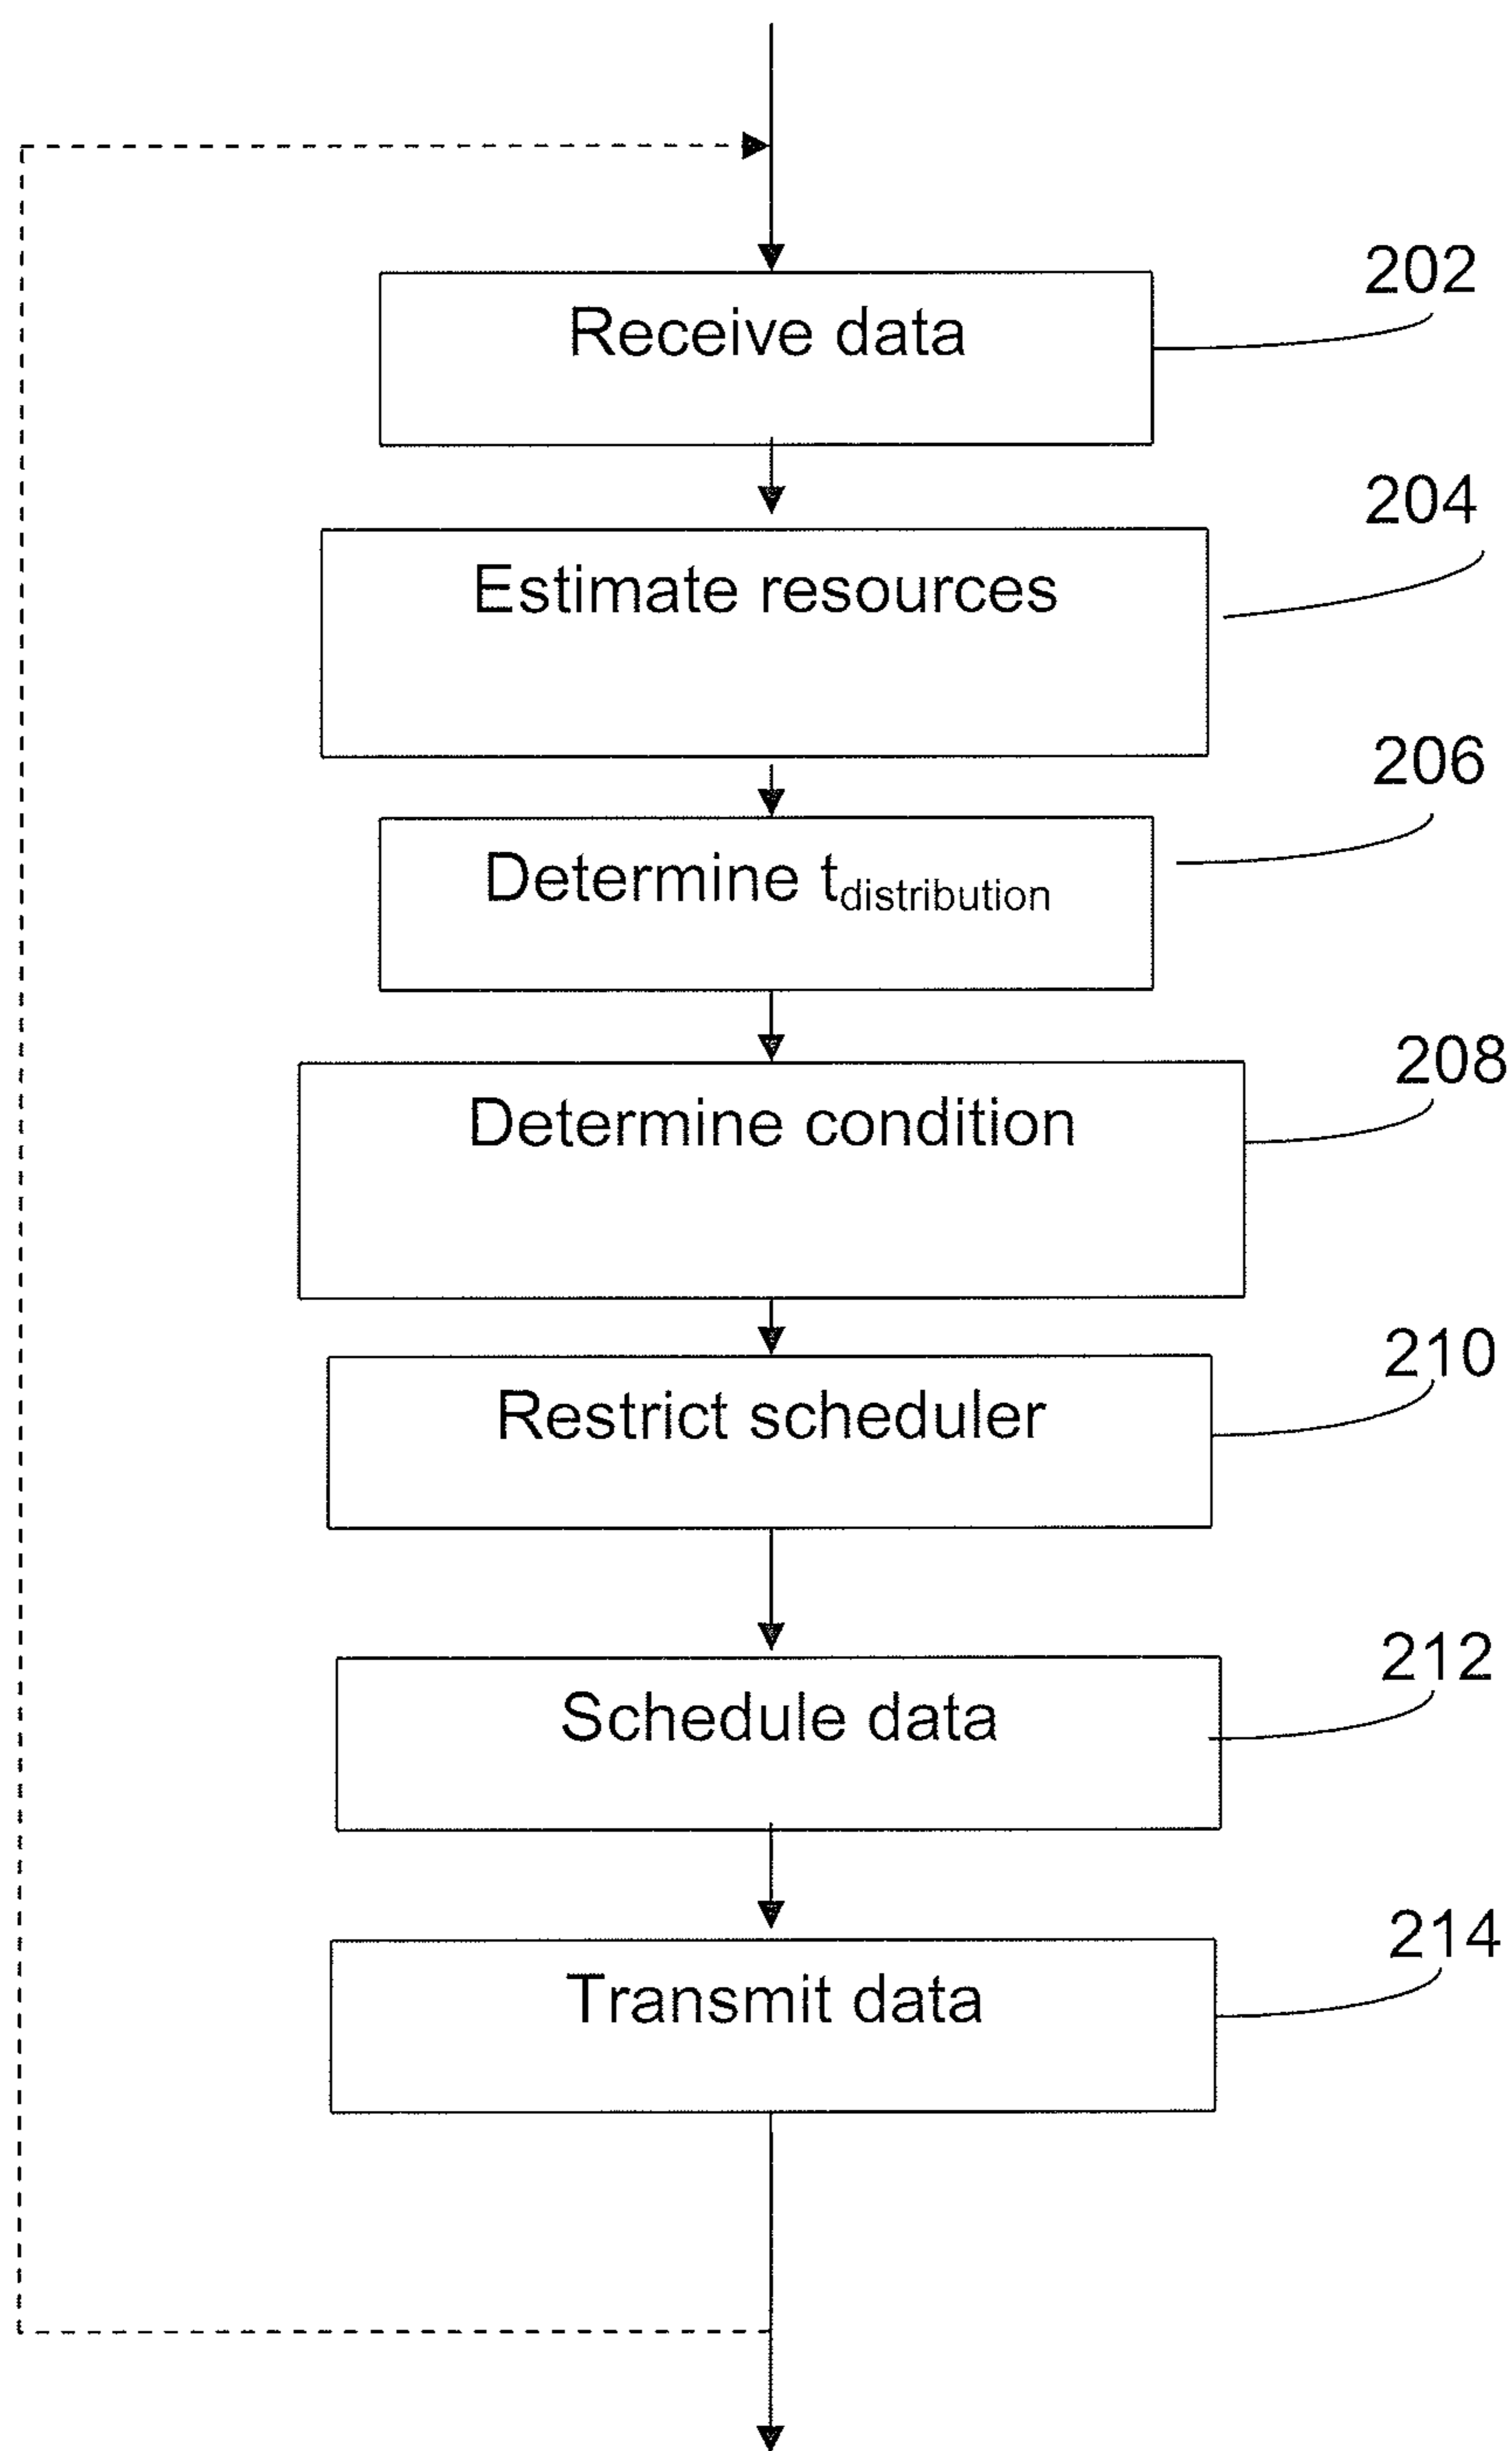 202
Receive data
204
Estimate resources
206
Determine tdistribution
208
Determine condition
210
Restrict scheduler
212
Schedule data
214
Transmit data